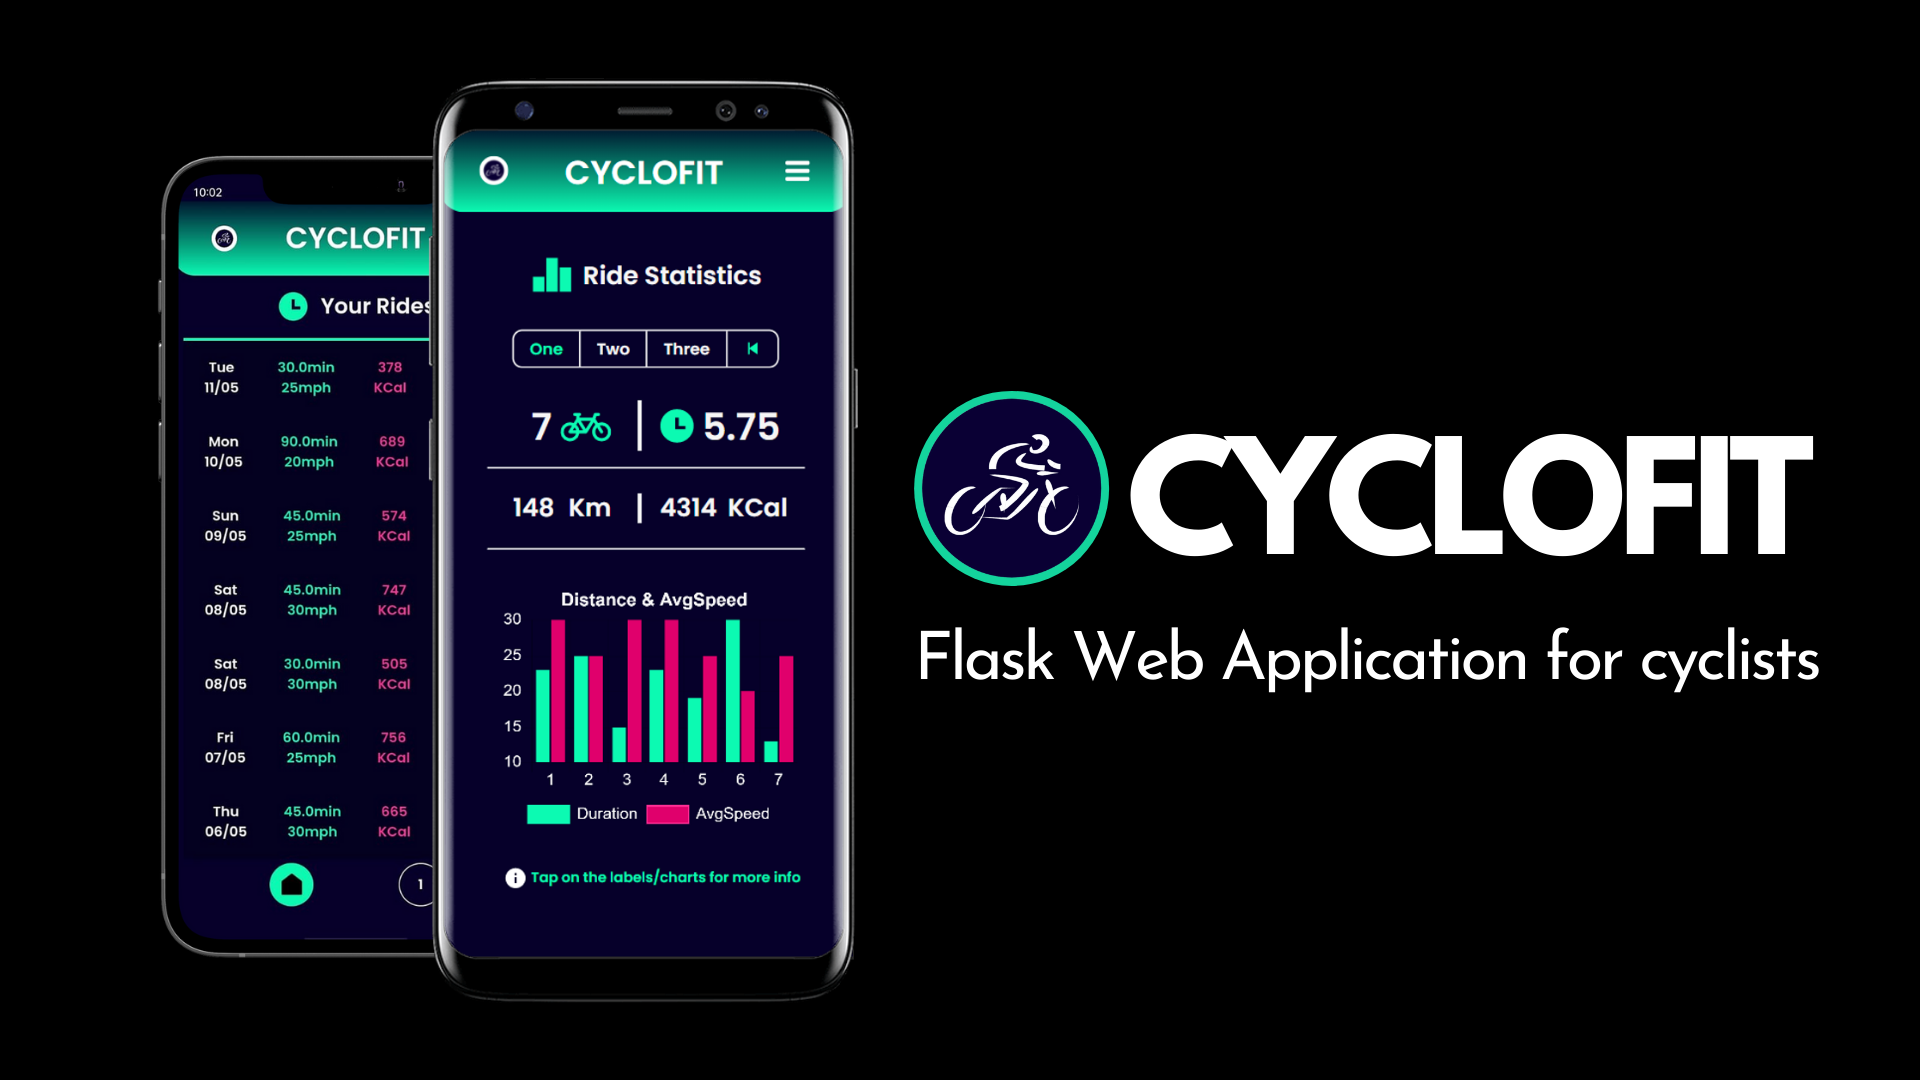 10:02
CYCLOFIT
Your Rides
Tue 30.0min 378
11/05 25mph KCal
Mon 90.0min 689
10/05 20mph KCal
Sun 45.0min 574
09/05 25mph KCal
Sat 45.0min 747
08/05 30mph KCal
Sat 30.0min 505
08/05 30mph KCal
Fri 60.0min 756
07/05 25mph KCal
Thu 45.0min 665
06/05 30mph KCal
1
CYCLOFIT
Ride Statistics
One Two Three
7 5.75
148 Km 4314 KCal
Distance & AvgSpeed
30
25
20
15
10
1 2 3 4 5 6 7
Duration AvgSpeed
Tap on the labels/charts for more info
CYCLOFIT
Flask Web Application for cyclists